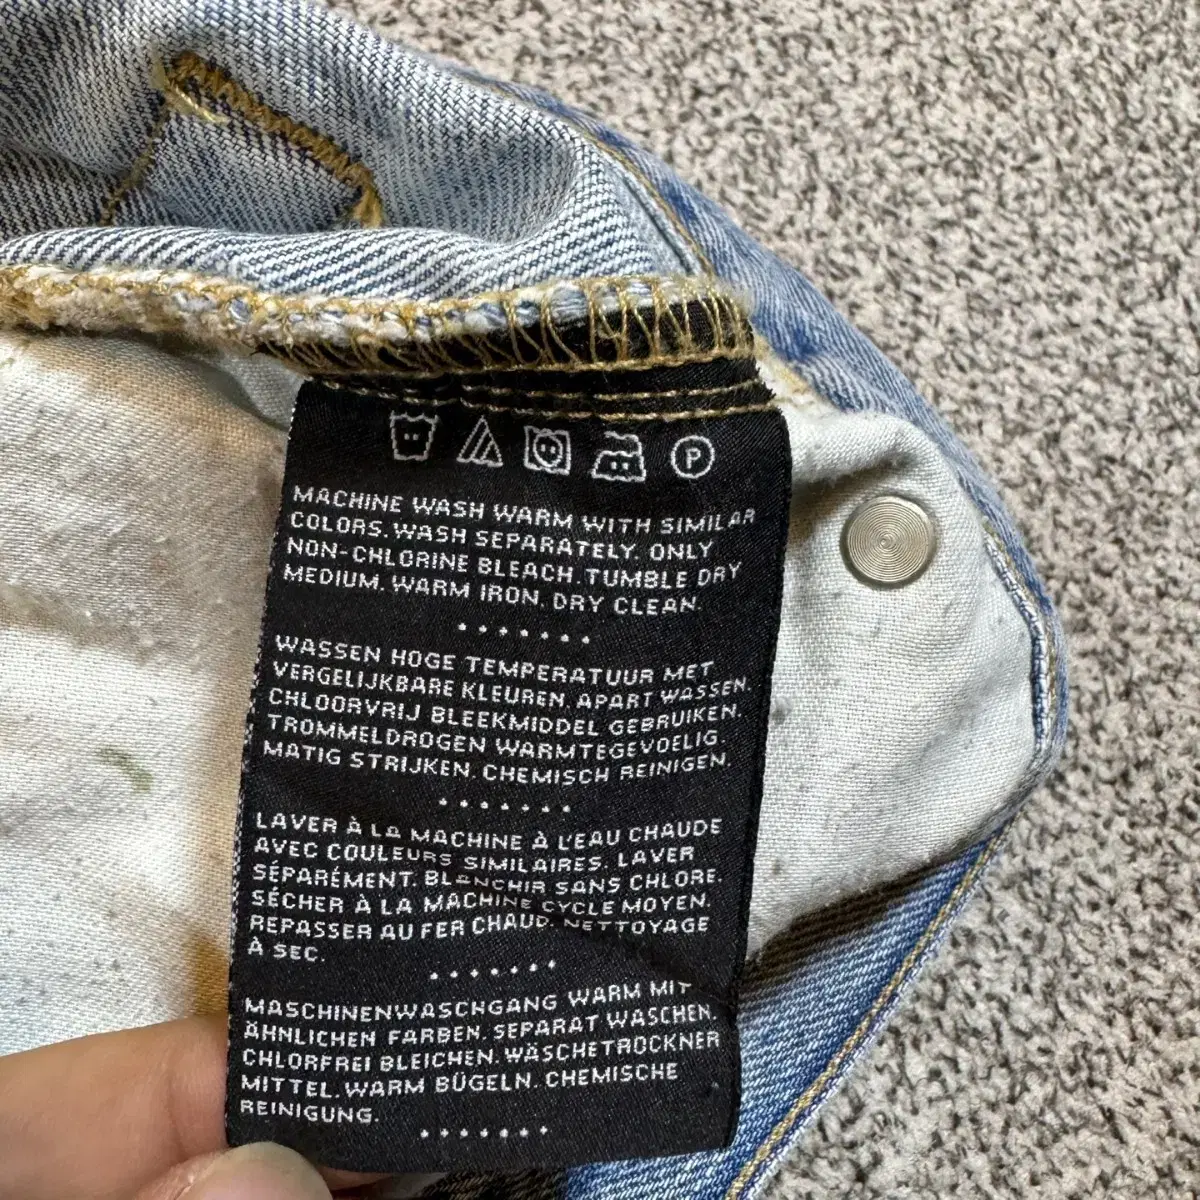 P
MACHINE WASH WARM WITH SIMILAR
COLORS. WASH SEPARATELY. ONLY
NON-CHLORINE BLEACH. TUMBLE DRY
MEDIUM. WARM IRON. DRY CLEAN.
WASSEN HOGE TEMPERATUUR MET
VERGELIJKBARE KLEUREN. APART WASSEN.
CHLOORVRIJ BLEEKMIDDEL GEBRUIKEN.
TROMMELDROGEN WARMTEGEVOELIG
MATIG STRIJKEN. CHEMISCH REINIGEN.
LAVER À LA MACHINE À L'EAU CHAUDE
AVEC COULEURS SIMILAIRES. LAVER
SÉPARÉMENT. BLANCHIR SANS CHLORE.
SÉCHER À LA MACHINE CYCLE MOYEN.
REPASSER AU FER CHAUD. NETTOYAGE
À SEC.
MASCHINENWASCHGANG WARM MIT
ÄHNLICHEN FARBEN. SEPARAT WASCHEN.
CHLORFREI BLEICHEN. WÄSCHETROCKNER
MITTEL. WARM BÜGELN. CHEMISCHE
REINIGUNG.